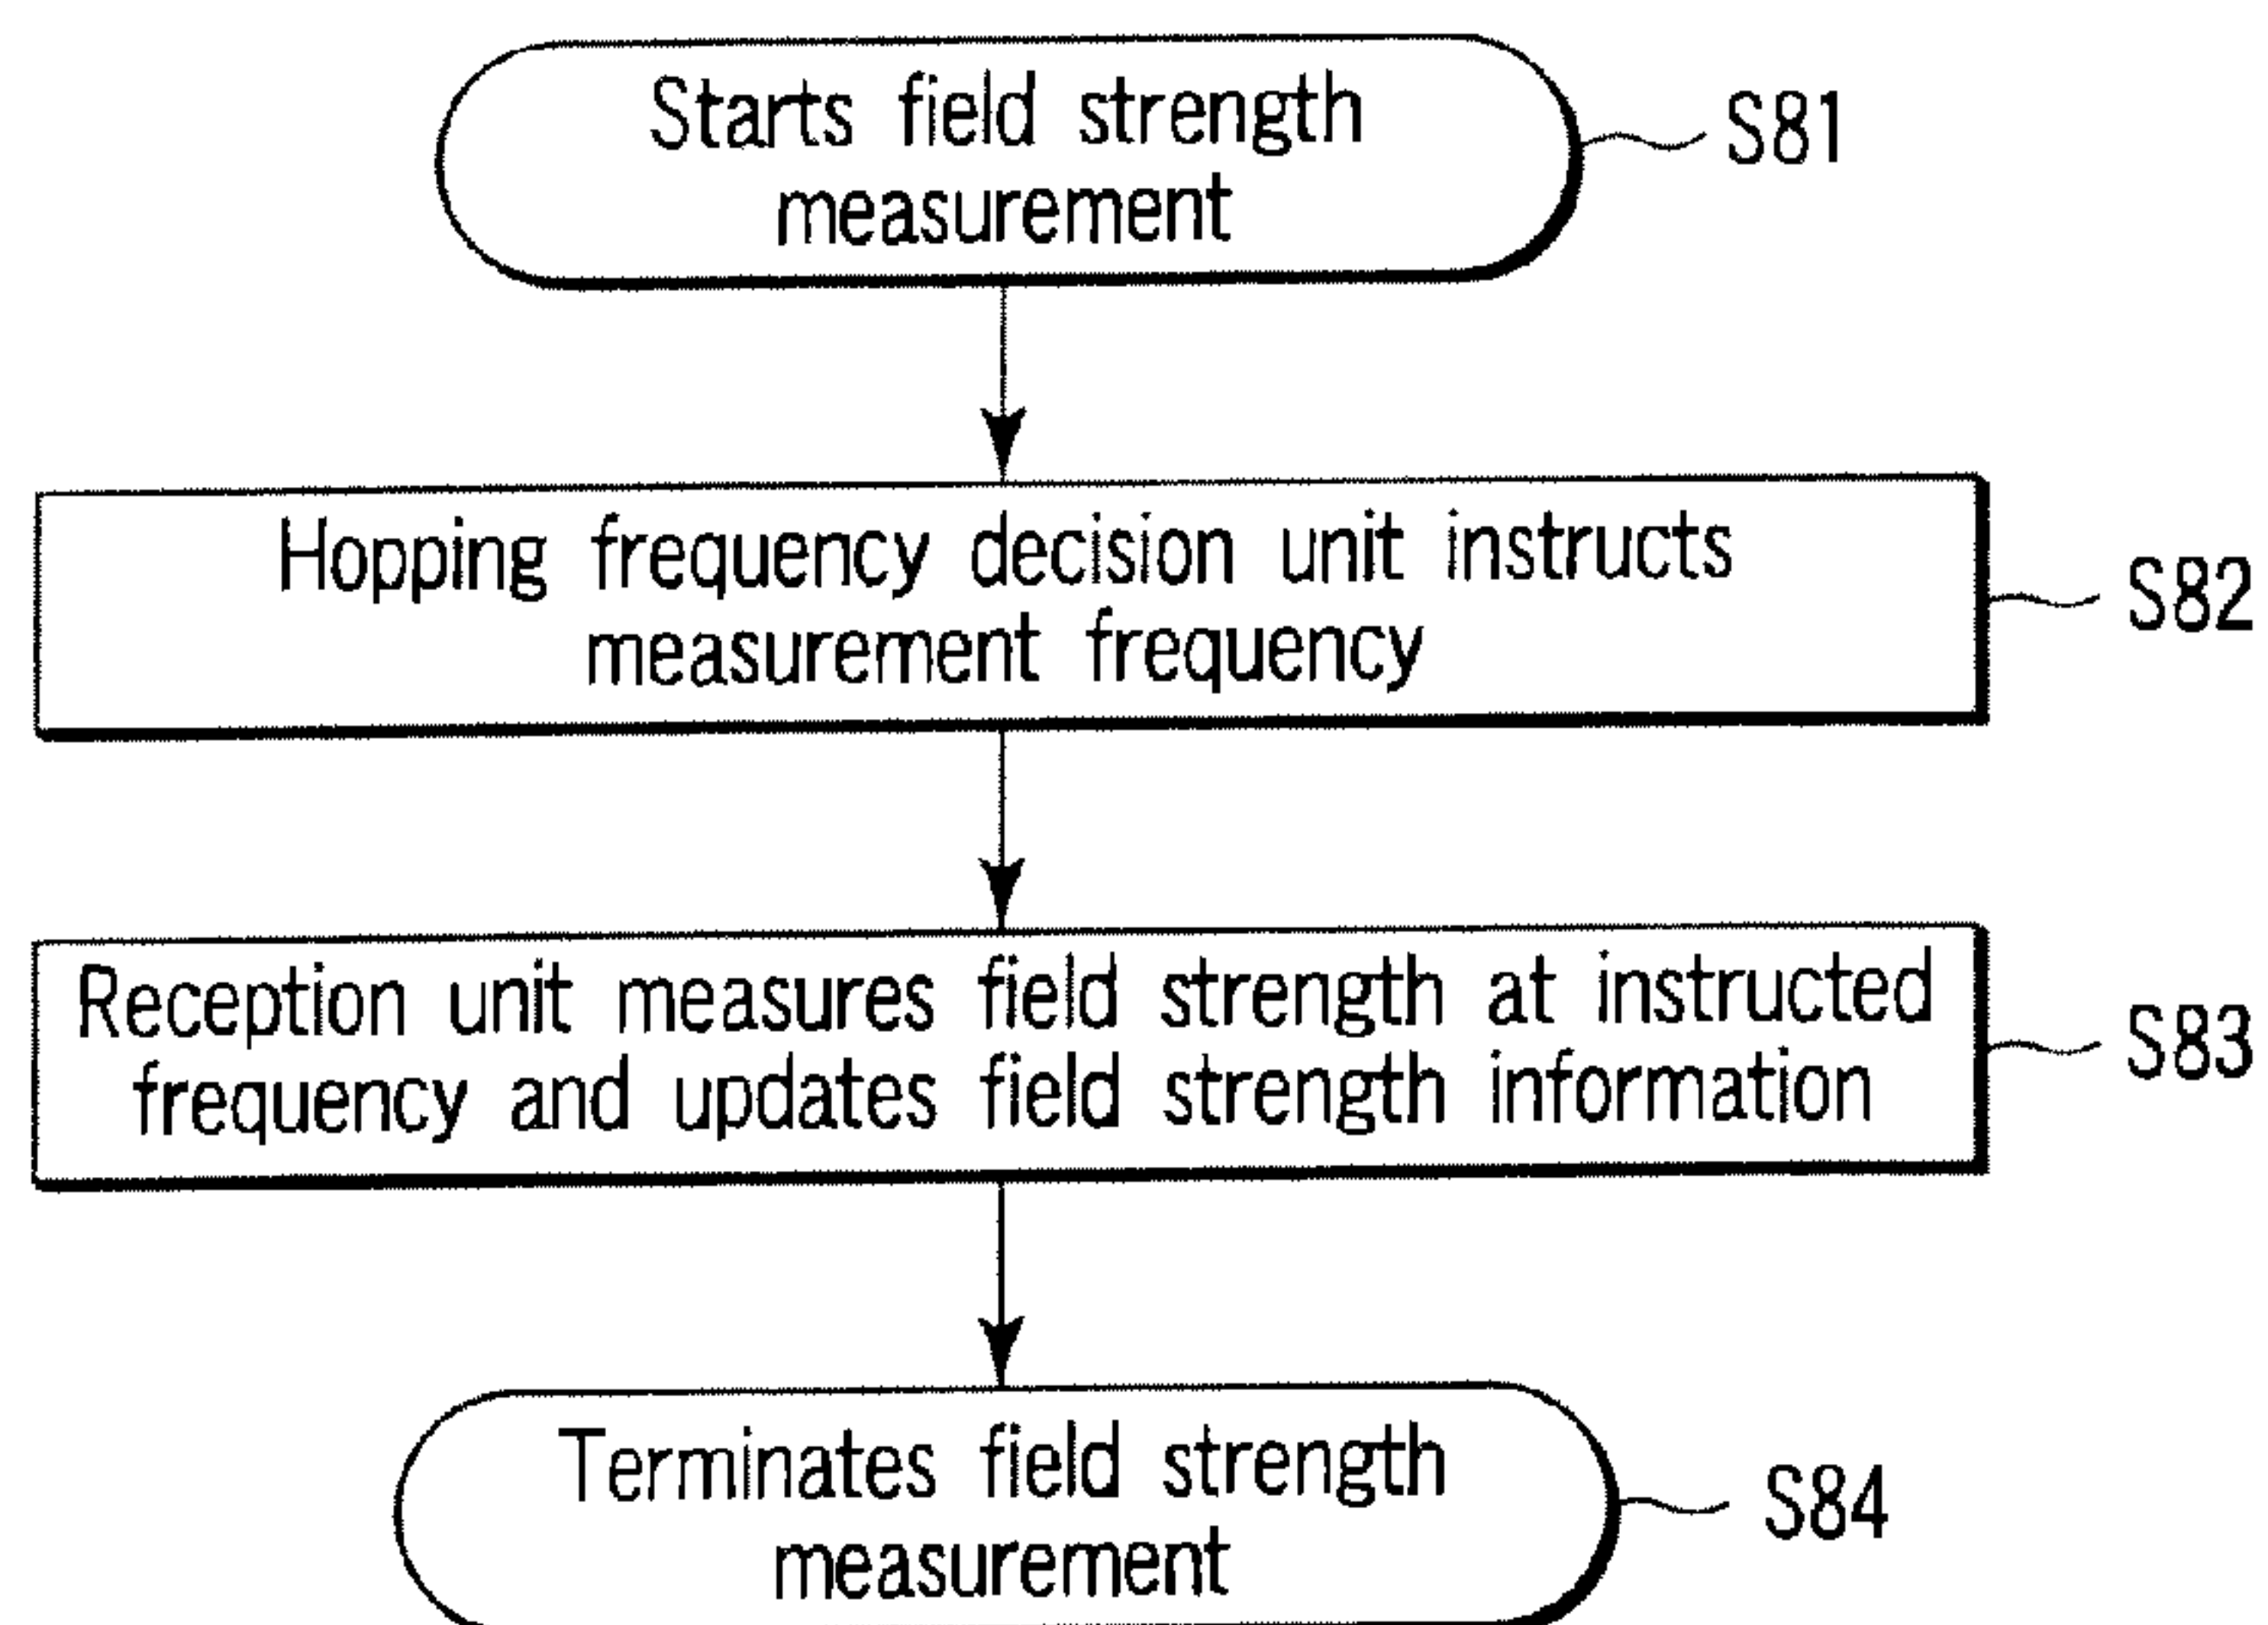 Starts field strength
measurement
S81
Hopping frequency decision unit instructs
measurement frequency
S82
Reception unit measures field strength at instructed
frequency and updates field strength information
S83
Terminates field strength
measurement
S84